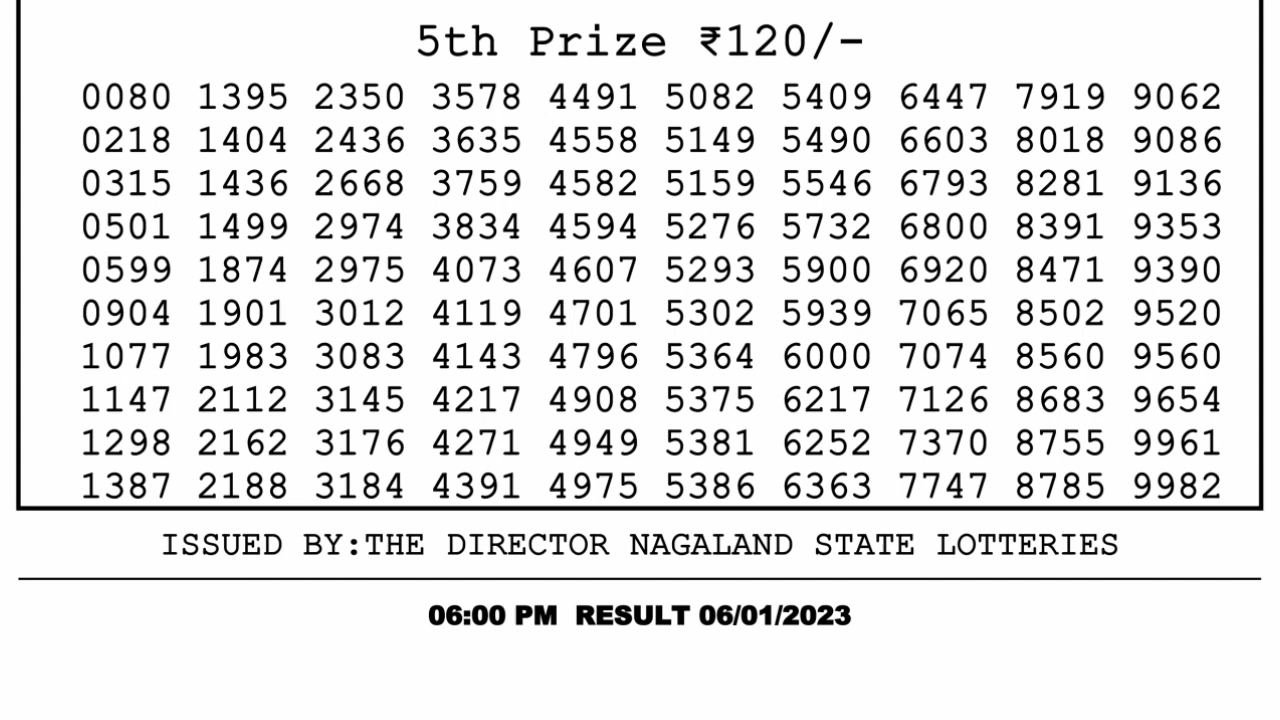 5th Prize ₹120/-
0080 1395 2350 3578 4491 5082 5409 6447 7919 9062
0218 1404 2436 3635 4558 5149 5490 6603 8018 9086
0315 1436 2668 3759 4582 5159 5546 6793 8281 9136
0501 1499 2974 3834 4594 5276 5732 6800 8391 9353
0599 1874 2975 4073 4607 5293 5900 6920 8471 9390
0904 1901 3012 4119 4701 5302 5939 7065 8502 9520
1077 1983 3083 4143 4796 5364 6000 7074 8560 9560
1147 2112 3145 4217 4908 5375 6217 7126 8683 9654
1298 2162 3176 4271 4949 5381 6252 7370 8755 9961
1387 2188 3184 4391 4975 5386 6363 7747 8785 9982
ISSUED BY:THE DIRECTOR NAGALAND STATE LOTTERIES
06:00 PM RESULT 06/01/2023